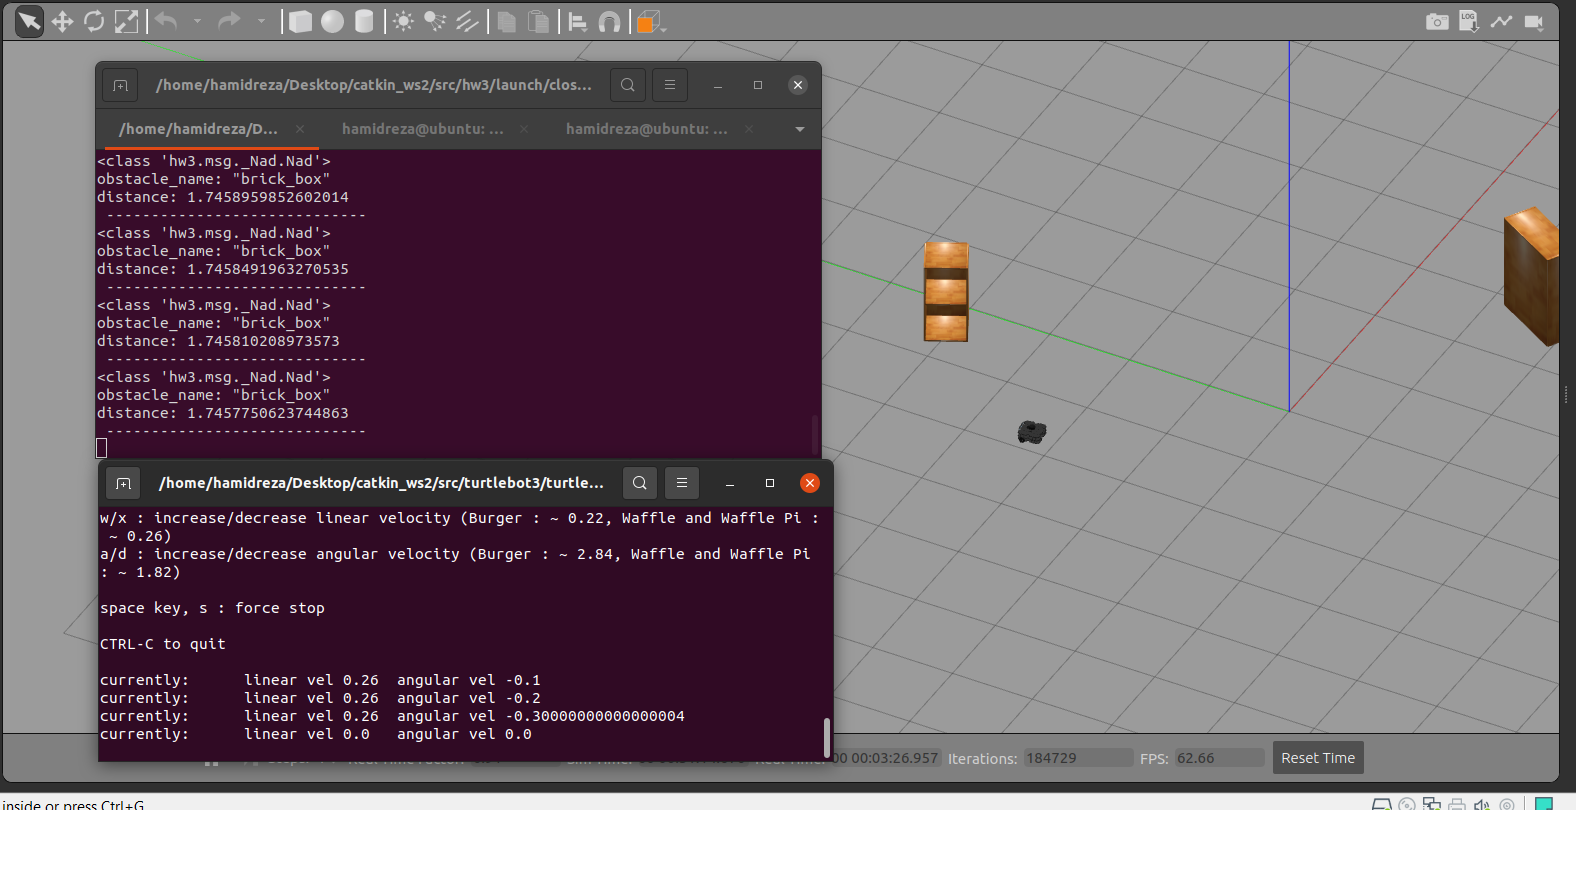 LOG
/home/hamidreza/Desktop/catkin_ws2/src/hw3/launch/clos...
/home/hamidreza/D...
hamidreza@ubuntu: ...
hamidreza@ubuntu: ...
<class 'hw3.msg._Nad.Nad'>
obstacle_name: "brick_box"
distance: 1.7458959852602014
-----------------------------
<class 'hw3.msg._Nad.Nad'>
obstacle_name: "brick_box"
distance: 1.7458491963270535
-----------------------------
<class 'hw3.msg._Nad.Nad'>
obstacle_name: "brick_box"
distance: 1.745810208973573
-----------------------------
<class 'hw3.msg._Nad.Nad'>
obstacle_name: "brick_box"
distance: 1.7457750623744863
-----------------------------
/home/hamidreza/Desktop/catkin_ws2/src/turtlebot3/turtle...
w/x : increase/decrease linear velocity (Burger : ~ 0.22, Waffle and Waffle Pi :
~ 0.26)
a/d : increase/decrease angular velocity (Burger : ~ 2.84, Waffle and Waffle Pi
: ~ 1.82)
space key, s : force stop
CTRL-C to quit
currently: linear vel 0.26 angular vel -0.1
currently: linear vel 0.26 angular vel -0.2
currently: linear vel 0.26 angular vel -0.30000000000000004
currently: linear vel 0.0 angular vel 0.0
00 00:03:26.957 Iterations: 184729 FPS: 62.66 Reset Time
inside or press Ctrl+G